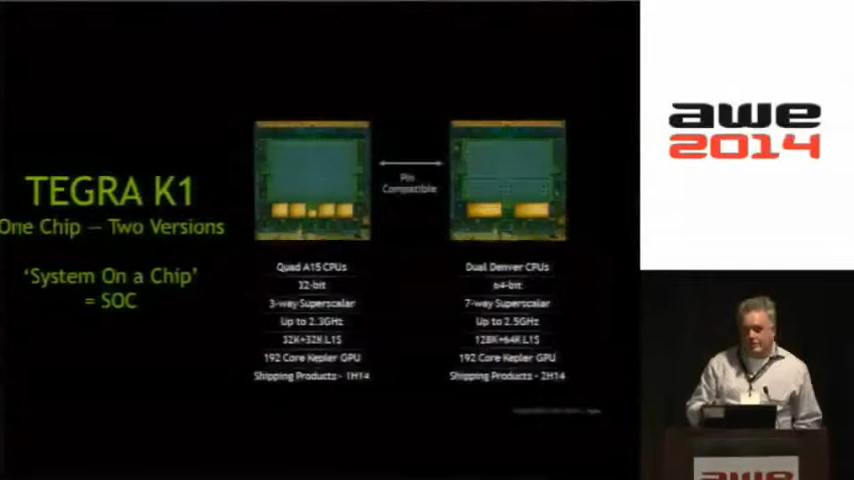 TEGRA K1
One Chip – Two Versions
‘System On a Chip’
= SOC
Pin
Compatible
Quad A15 CPUs
32-bit
3-way Superscalar
Up to 2.3GHz
32K+32K L1$
192 Core Kepler GPU
Shipping Products - 1H14
Dual Denver CPUs
64-bit
7-way Superscalar
Up to 2.5GHz
128K+64K L1$
192 Core Kepler GPU
Shipping Products - 2H14
awe
2014
awe